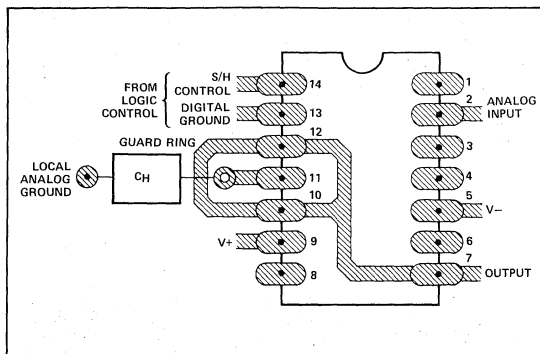 FROM
LOGIC
CONTROL
S/H
CONTROL
14
DIGITAL
GROUND
13
GUARD RING
12
LOCAL
ANALOG
GROUND
CH
11
10
V+
9
8
1
2
ANALOG
INPUT
3
4
5
V−
6
7
OUTPUT